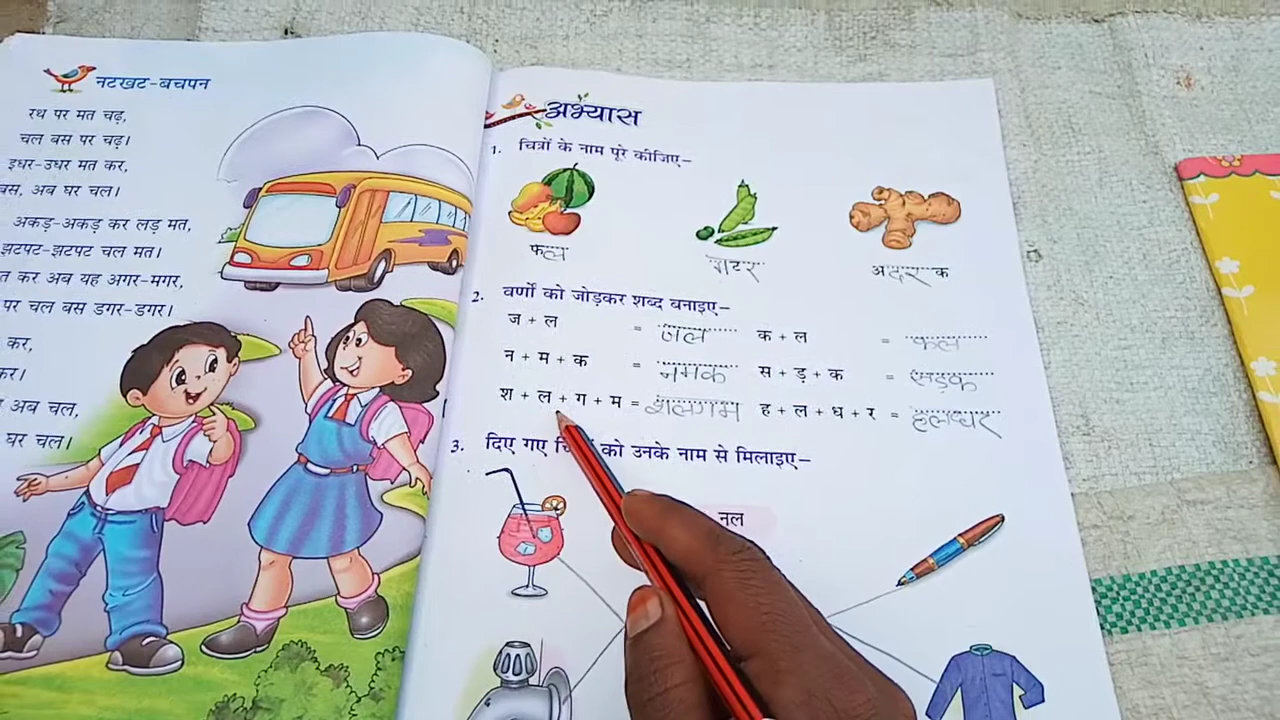 नटखट-बचपन
रथ पर मत चढ़,
चल बस पर चढ़।
इधर-उधर मत कर,
बस, अब घर चल।
अकड़-अकड़ कर लड़ मत,
झटपट-झटपट चल मत।
त कर अब यह अगर-मगर,
पर चल बस डगर-डगर।
कर,
कर।
अब चल,
घर चल।
अभ्यास
1. चित्रों के नाम पूरे कीजिए–
फल मटर अदरक
2. वर्णों को जोड़कर शब्द बनाइए–
ज + ल = जल क + ल = कल
न + म + क = नमक स + ड़ + क = सड़क
श + ल + ग + म = शलगम ह + ल + ध + र = हलधर
3. दिए गए को उनके नाम से मिलाइए–
नल